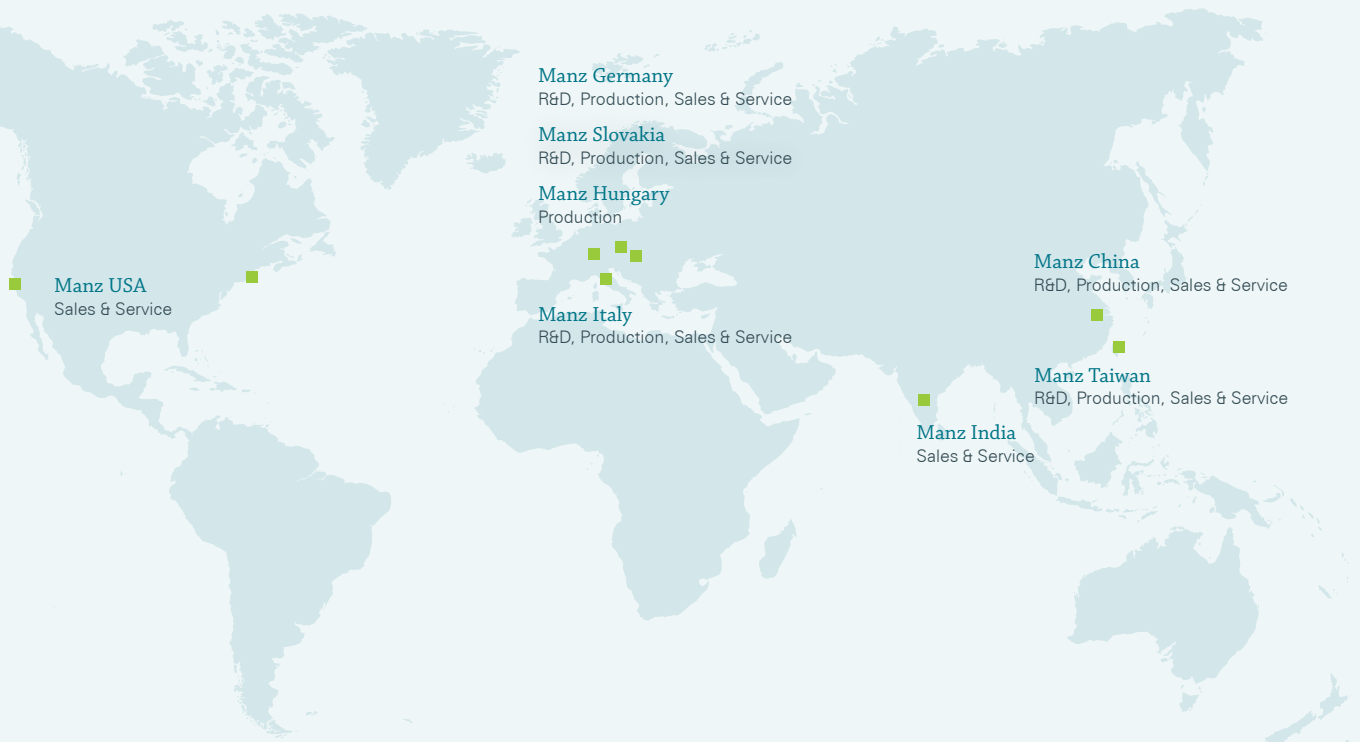 Manz Germany
R&D, Production, Sales & Service
Manz Slovakia
R&D, Production, Sales & Service
Manz Hungary
Production
Manz USA
Sales & Service
Manz Italy
R&D, Production, Sales & Service
Manz China
R&D, Production, Sales & Service
Manz Taiwan
R&D, Production, Sales & Service
Manz India
Sales & Service